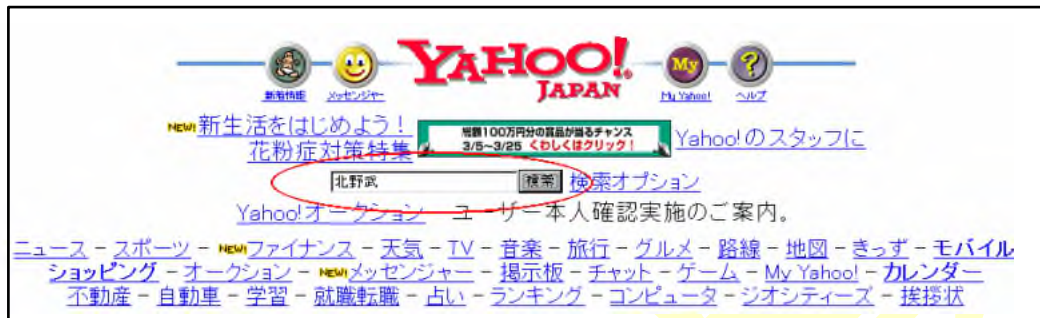 YAHOO!
JAPAN
My
?
新着情報 メッセンジャー My Yahoo! ヘルプ
NEW! 新生活をはじめよう! 総額100万円分の賞品が当るチャンス Yahoo!のスタッフに
花粉症対策特集 3/5~3/25 くわしくはクリック!
北野武 検索 検索オプション
Yahoo!オークション ユーザー本人確認実施のご案内。
ニュース - スポーツ - NEW! ファイナンス - 天気 - TV - 音楽 - 旅行 - グルメ - 路線 - 地図 - きっず - モバイル
ショッピング - オークション - NEW! メッセンジャー - 掲示板 - チャット - ゲーム - My Yahoo! - カレンダー
不動産 - 自動車 - 学習 - 就職転職 - 占い - ランキング - コンピュータ - ジオシティーズ - 挨拶状